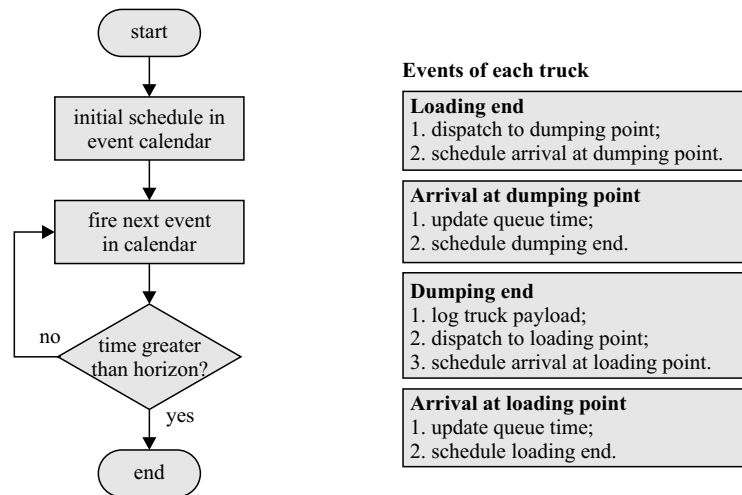 start
initial schedule in
event calendar
fire next event
in calendar
no
time greater
than horizon?
yes
end
Events of each truck
Loading end
1. dispatch to dumping point;
2. schedule arrival at dumping point.
Arrival at dumping point
1. update queue time;
2. schedule dumping end.
Dumping end
1. log truck payload;
2. dispatch to loading point;
3. schedule arrival at loading point.
Arrival at loading point
1. update queue time;
2. schedule loading end.